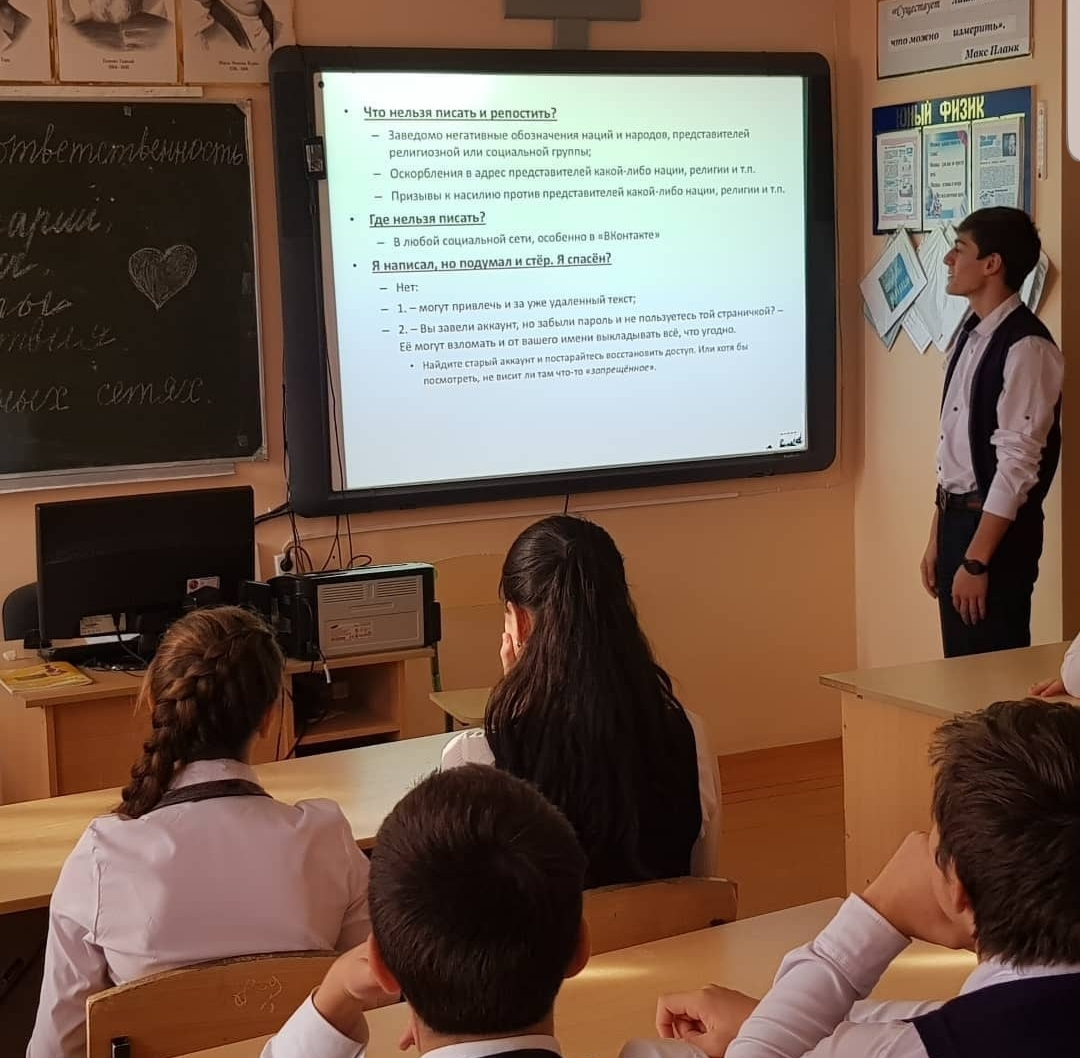 «Существует
что можно измерить».
Макс Планк
ЮНЫЙ ФИЗИК
ответственность
сетях.
• Что нельзя писать и репостить?
– Заведомо негативные обозначения наций и народов, представителей
религиозной или социальной группы;
– Оскорбления в адрес представителей какой-либо нации, религии и т.п.
– Призывы к насилию против представителей какой-либо нации, религии и т.п.
• Где нельзя писать?
– В любой социальной сети, особенно в «ВКонтакте»
• Я написал, но подумал и стёр. Я спасён?
– Нет:
– 1. – могут привлечь и за уже удаленный текст;
– 2. – Вы завели аккаунт, но забыли пароль и не пользуетесь той страничкой? –
Её могут взломать и от вашего имени выкладывать всё, что угодно.
• Найдите старый аккаунт и постарайтесь восстановить доступ. Или хотя бы
посмотреть, не висит ли там что-то «запрещённое».